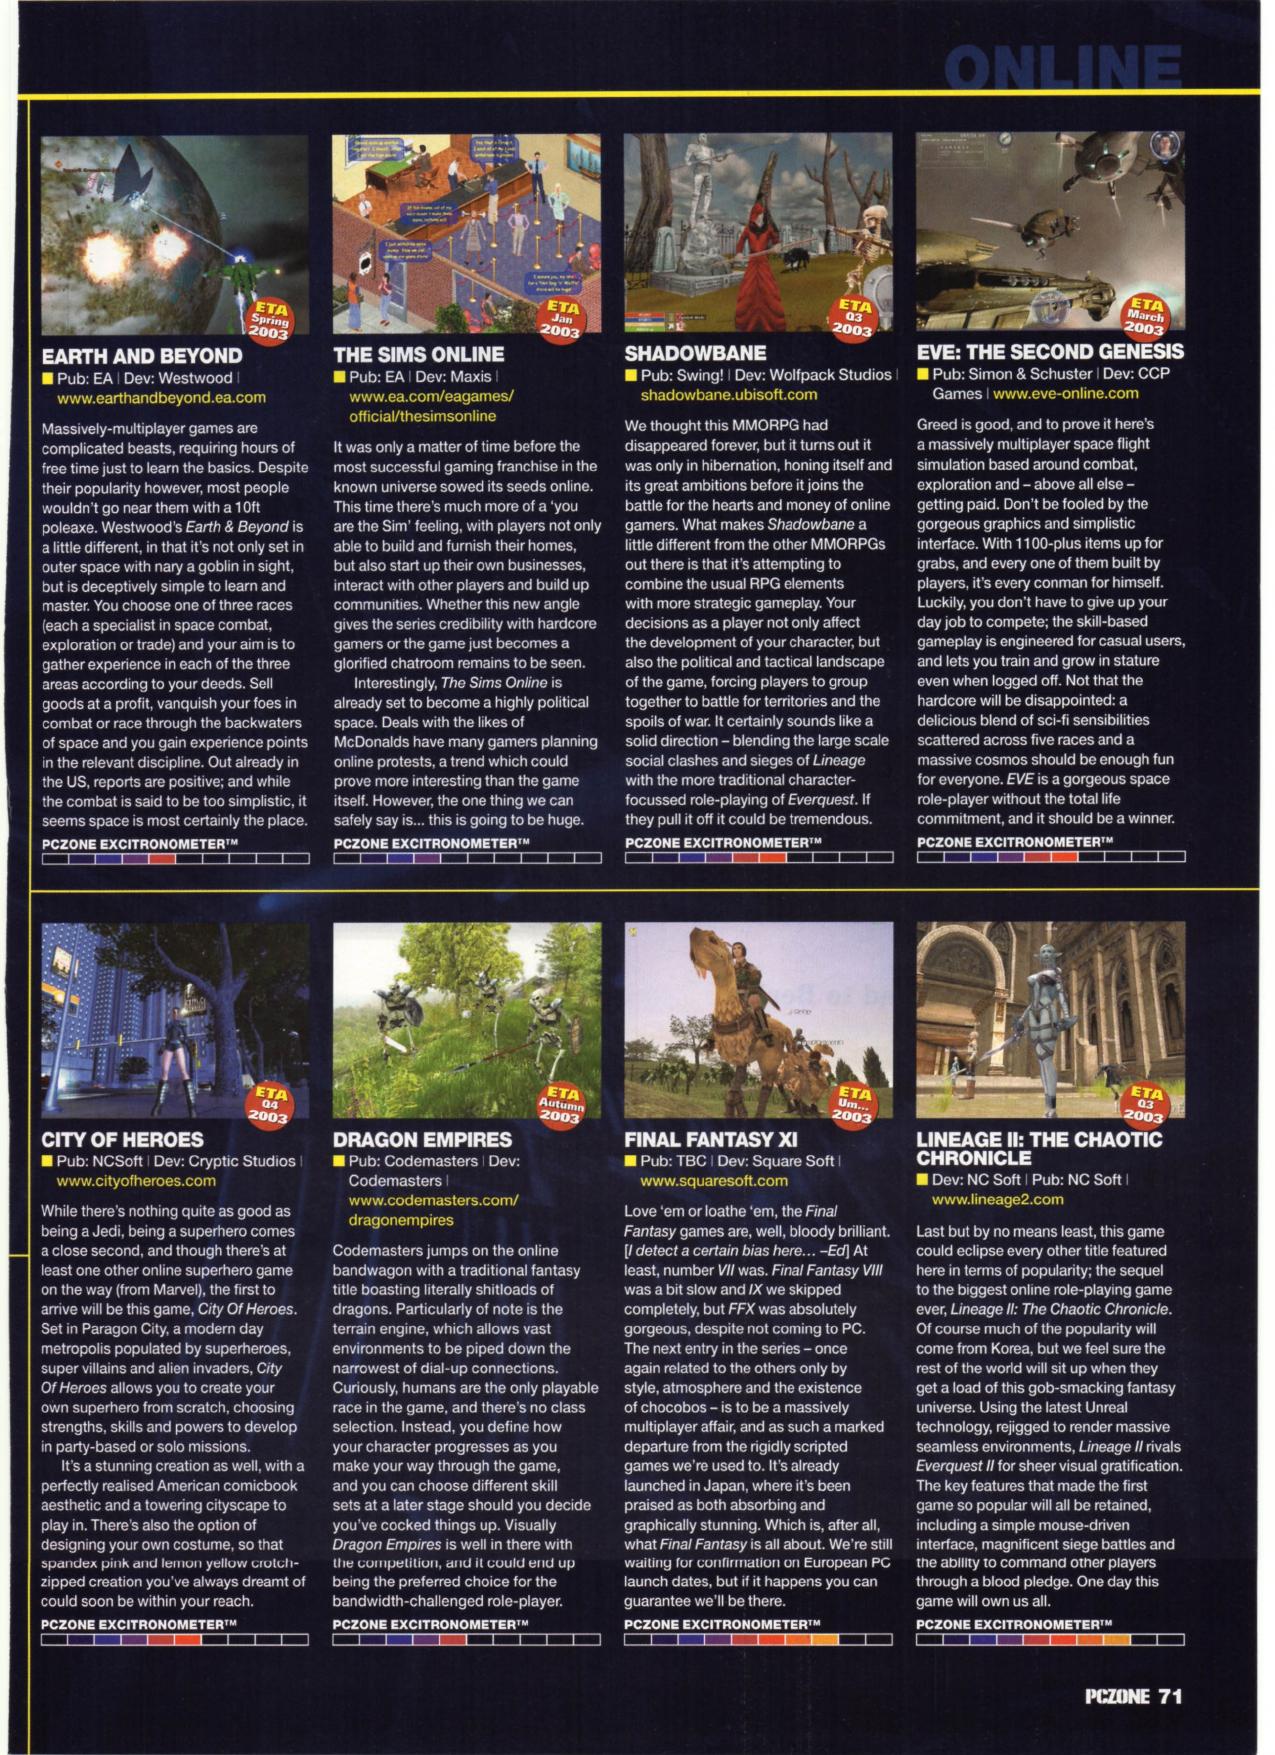 ONLINE
ETA
Spring
2003
EARTH AND BEYOND
Pub: EA | Dev: Westwood |
www.earthandbeyond.ea.com
Massively-multiplayer games are
complicated beasts, requiring hours of
free time just to learn the basics. Despite
their popularity however, most people
wouldn't go near them with a 10ft
poleaxe. Westwood's Earth & Beyond is
a little different, in that it's not only set in
outer space with nary a goblin in sight,
but is deceptively simple to learn and
master. You choose one of three races
(each a specialist in space combat,
exploration or trade) and your aim is to
gather experience in each of the three
areas according to your deeds. Sell
goods at a profit, vanquish your foes in
combat or race through the backwaters
of space and you gain experience points
in the relevant discipline. Out already in
the US, reports are positive; and while
the combat is said to be too simplistic, it
seems space is most certainly the place.
PCZONE EXCITRONOMETER™
ETA
Jan
2003
THE SIMS ONLINE
Pub: EA | Dev: Maxis |
www.ea.com/eagames/
official/thesimsonline
It was only a matter of time before the
most successful gaming franchise in the
known universe sowed its seeds online.
This time there's much more of a 'you
are the Sim' feeling, with players not only
able to build and furnish their homes,
but also start up their own businesses,
interact with other players and build up
communities. Whether this new angle
gives the series credibility with hardcore
gamers or the game just becomes a
glorified chatroom remains to be seen.
Interestingly, The Sims Online is
already set to become a highly political
space. Deals with the likes of
McDonalds have many gamers planning
online protests, a trend which could
prove more interesting than the game
itself. However, the one thing we can
safely say is... this is going to be huge.
PCZONE EXCITRONOMETER™
ETA
Q3
2003
SHADOWBANE
Pub: Swing! | Dev: Wolfpack Studios |
shadowbane.ubisoft.com
We thought this MMORPG had
disappeared forever, but it turns out it
was only in hibernation, honing itself and
its great ambitions before it joins the
battle for the hearts and money of online
gamers. What makes Shadowbane a
little different from the other MMORPGs
out there is that it's attempting to
combine the usual RPG elements
with more strategic gameplay. Your
decisions as a player not only affect
the development of your character, but
also the political and tactical landscape
of the game, forcing players to group
together to battle for territories and the
spoils of war. It certainly sounds like a
solid direction – blending the large scale
social clashes and sieges of Lineage
with the more traditional character-
focussed role-playing of Everquest. If
they pull it off it could be tremendous.
PCZONE EXCITRONOMETER™
ETA
March
2003
EVE: THE SECOND GENESIS
Pub: Simon & Schuster | Dev: CCP
Games | www.eve-online.com
Greed is good, and to prove it here's
a massively multiplayer space flight
simulation based around combat,
exploration and – above all else –
getting paid. Don't be fooled by the
gorgeous graphics and simplistic
interface. With 1100-plus items up for
grabs, and every one of them built by
players, it's every conman for himself.
Luckily, you don't have to give up your
day job to compete; the skill-based
gameplay is engineered for casual users,
and lets you train and grow in stature
even when logged off. Not that the
hardcore will be disappointed: a
delicious blend of sci-fi sensibilities
scattered across five races and a
massive cosmos should be enough fun
for everyone. EVE is a gorgeous space
role-player without the total life
commitment, and it should be a winner.
PCZONE EXCITRONOMETER™
ETA
Q4
2003
CITY OF HEROES
Pub: NCSoft | Dev: Cryptic Studios |
www.cityofheroes.com
While there's nothing quite as good as
being a Jedi, being a superhero comes
a close second, and though there's at
least one other online superhero game
on the way (from Marvel), the first to
arrive will be this game, City Of Heroes.
Set in Paragon City, a modern day
metropolis populated by superheroes,
super villains and alien invaders, City
Of Heroes allows you to create your
own superhero from scratch, choosing
strengths, skills and powers to develop
in party-based or solo missions.
It's a stunning creation as well, with a
perfectly realised American comicbook
aesthetic and a towering cityscape to
play in. There's also the option of
designing your own costume, so that
spandex pink and lemon yellow crotch-
zipped creation you've always dreamt of
could soon be within your reach.
PCZONE EXCITRONOMETER™
ETA
Autumn
2003
DRAGON EMPIRES
Pub: Codemasters | Dev:
Codemasters |
www.codemasters.com/
dragonempires
Codemasters jumps on the online
bandwagon with a traditional fantasy
title boasting literally shitloads of
dragons. Particularly of note is the
terrain engine, which allows vast
environments to be piped down the
narrowest of dial-up connections.
Curiously, humans are the only playable
race in the game, and there's no class
selection. Instead, you define how
your character progresses as you
make your way through the game,
and you can choose different skill
sets at a later stage should you decide
you've cocked things up. Visually
Dragon Empires is well in there with
the competition, and it could end up
being the preferred choice for the
bandwidth-challenged role-player.
PCZONE EXCITRONOMETER™
ETA
Um...
2003
FINAL FANTASY XI
Pub: TBC | Dev: Square Soft |
www.squaresoft.com
Love 'em or loathe 'em, the Final
Fantasy games are, well, bloody brilliant.
[I detect a certain bias here... –Ed] At
least, number VII was. Final Fantasy VIII
was a bit slow and IX we skipped
completely, but FFX was absolutely
gorgeous, despite not coming to PC.
The next entry in the series – once
again related to the others only by
style, atmosphere and the existence
of chocobos – is to be a massively
multiplayer affair, and as such a marked
departure from the rigidly scripted
games we're used to. It's already
launched in Japan, where it's been
praised as both absorbing and
graphically stunning. Which is, after all,
what Final Fantasy is all about. We're still
waiting for confirmation on European PC
launch dates, but if it happens you can
guarantee we'll be there.
PCZONE EXCITRONOMETER™
ETA
Q3
2003
LINEAGE II: THE CHAOTIC
CHRONICLE
Dev: NC Soft | Pub: NC Soft |
www.lineage2.com
Last but by no means least, this game
could eclipse every other title featured
here in terms of popularity; the sequel
to the biggest online role-playing game
ever, Lineage II: The Chaotic Chronicle.
Of course much of the popularity will
come from Korea, but we feel sure the
rest of the world will sit up when they
get a load of this gob-smacking fantasy
universe. Using the latest Unreal
technology, rejigged to render massive
seamless environments, Lineage II rivals
Everquest II for sheer visual gratification.
The key features that made the first
game so popular will all be retained,
including a simple mouse-driven
interface, magnificent siege battles and
the ability to command other players
through a blood pledge. One day this
game will own us all.
PCZONE EXCITRONOMETER™
PCZONE 71